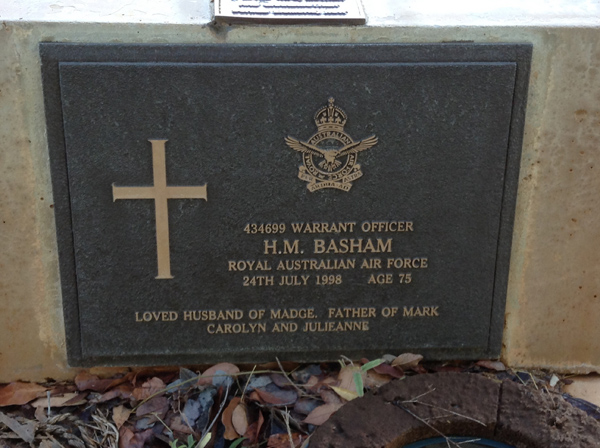 AUSTRALIAN
434699 WARRANT OFFICER
H.M. BASHAM
ROYAL AUSTRALIAN AIR FORCE
24TH JULY 1998 AGE 75
LOVED HUSBAND OF MADGE. FATHER OF MARK
CAROLYN AND JULIEANNE